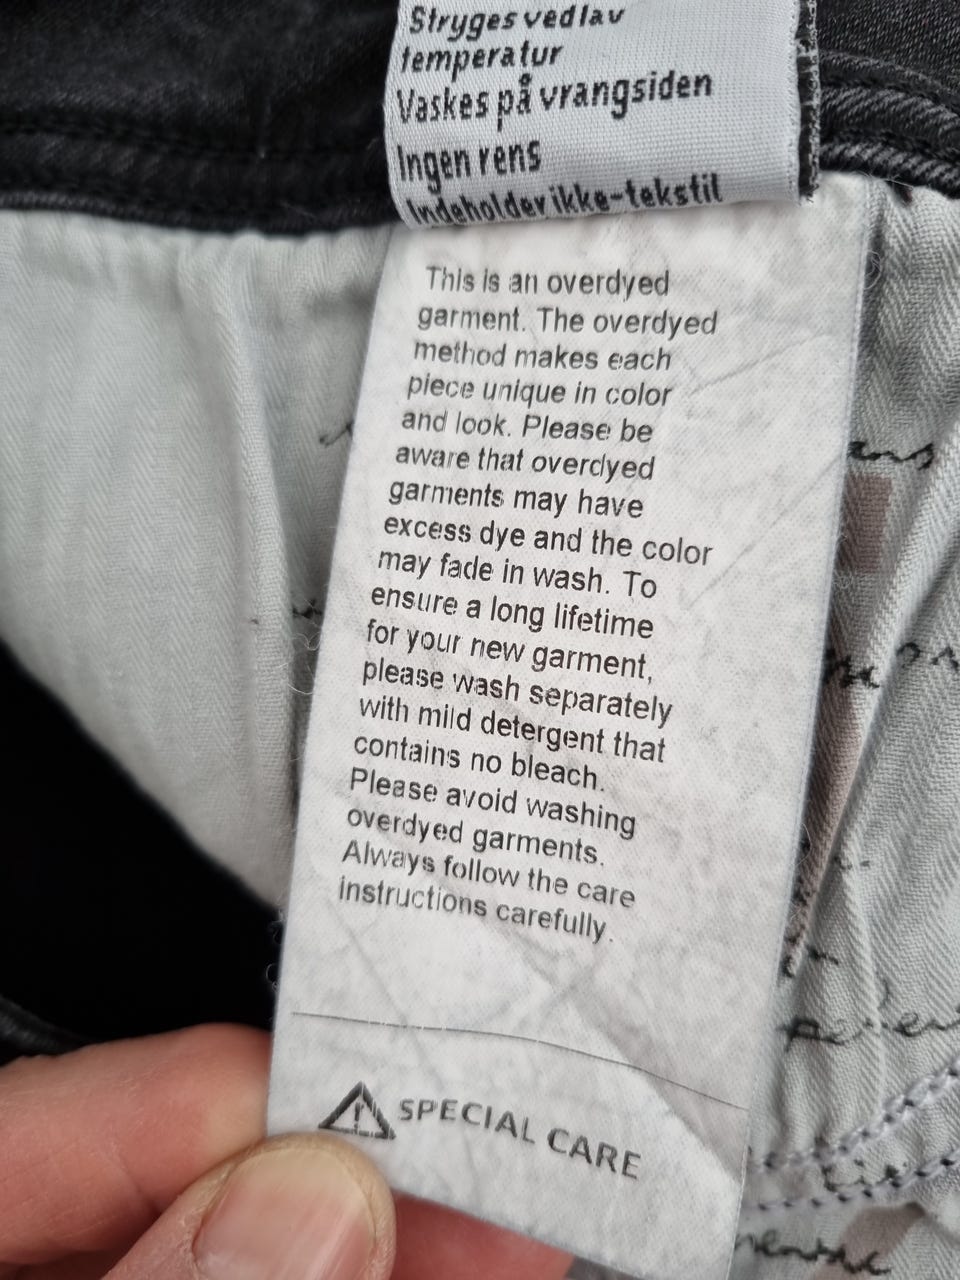 Stryges ved lav
temperatur
Vaskes på vrangsiden
Ingen rens
Indeholder ikke-tekstil
This is an overdyed
garment. The overdyed
method makes each
piece unique in color
and look. Please be
aware that overdyed
garments may have
excess dye and the color
may fade in wash. To
ensure a long lifetime
for your new garment,
please wash separately
with mild detergent that
contains no bleach.
Please avoid washing
overdyed garments.
Always follow the care
instructions carefully.
SPECIAL CARE